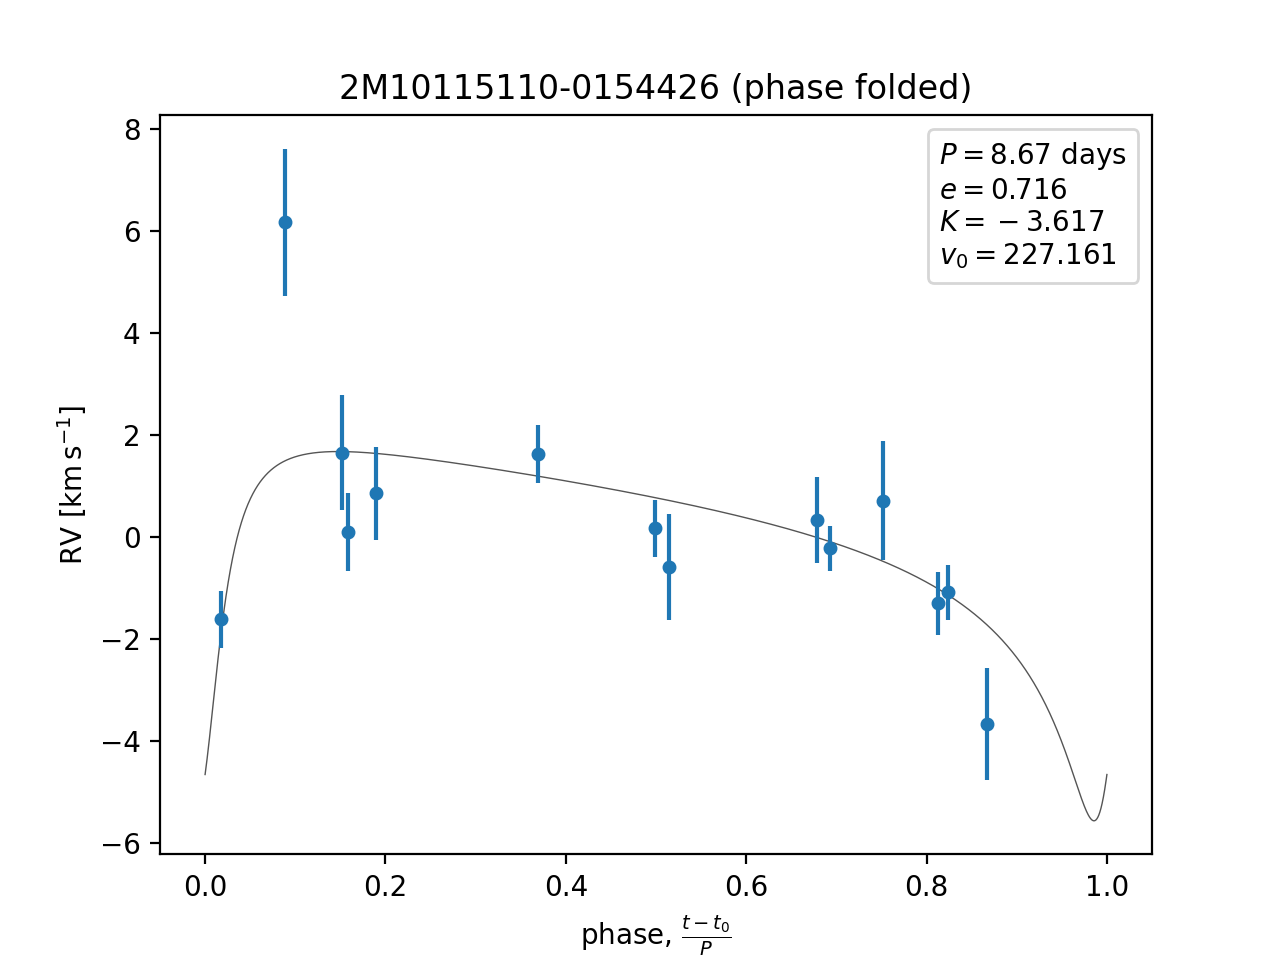 2M10115110-0154426 (phase folded)
P = 8.67 days
e = 0.716
K = −3.617
v₀ = 227.161
RV [km s⁻¹]
8
6
4
2
0
−2
−4
−6
0.0 0.2 0.4 0.6 0.8 1.0
phase, (t − t₀)/P